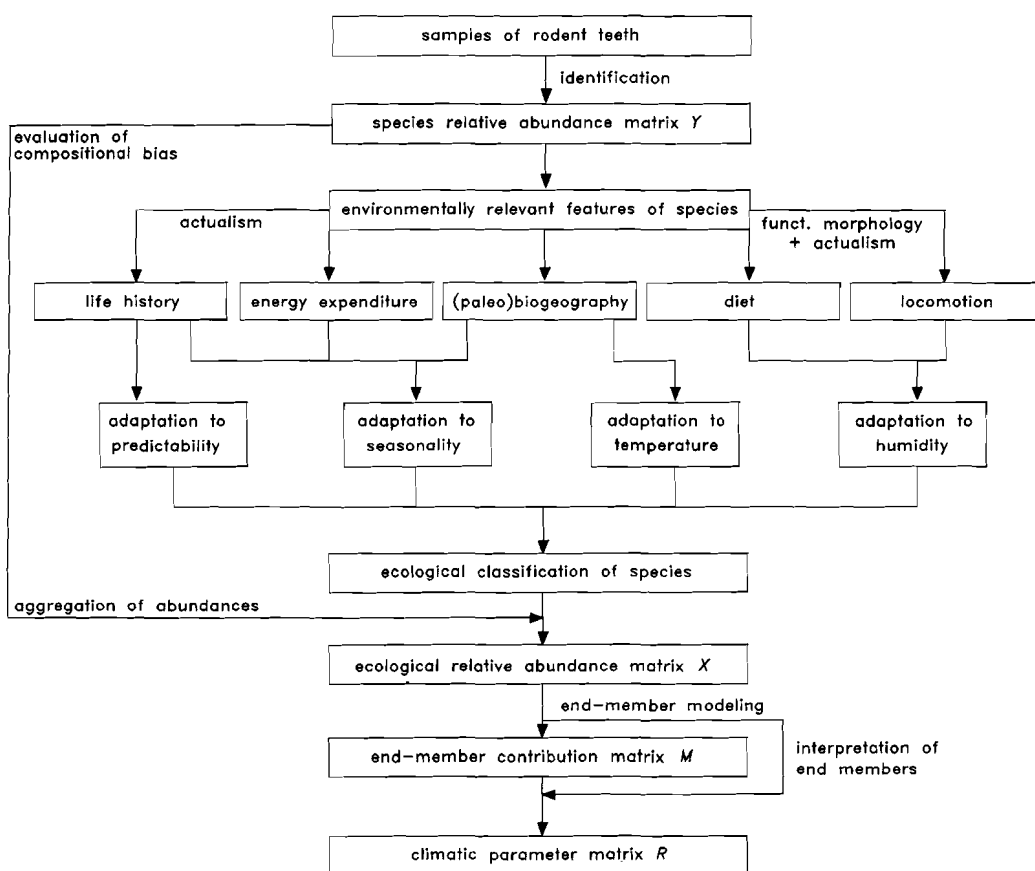 samples of rodent teeth
identification
species relative abundance matrix Y
evaluation of
compositional bias
environmentally relevant features of species
actualism
funct. morphology
+ actualism
life history
energy expenditure
(paleo)biogeography
diet
locomotion
adaptation to
predictability
adaptation to
seasonality
adaptation to
temperature
adaptation to
humidity
ecological classification of species
aggregation of abundances
ecological relative abundance matrix X
end-member modeling
end-member contribution matrix M
interpretation of
end members
climatic parameter matrix R